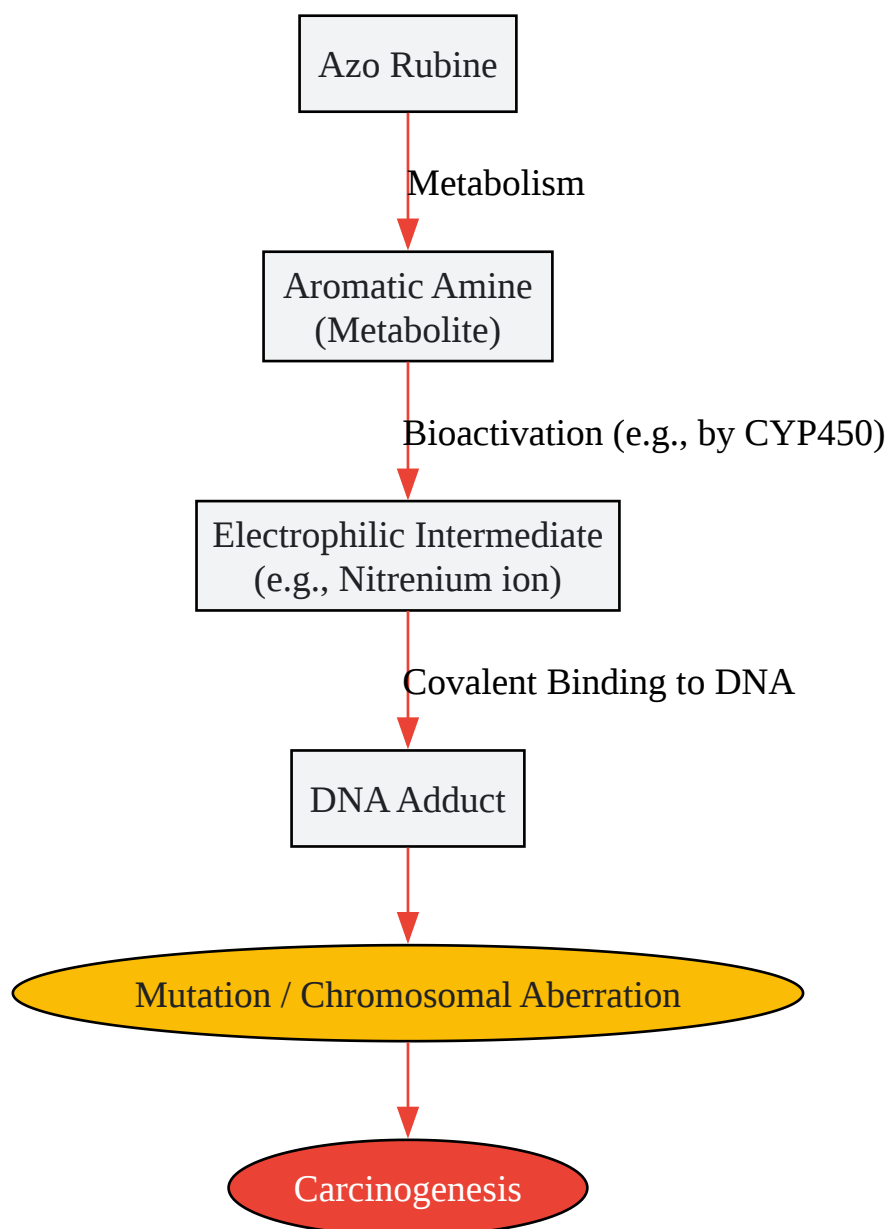 Azo Rubine
Metabolism
Aromatic Amine
(Metabolite)
Bioactivation (e.g., by CYP450)
Electrophilic Intermediate
(e.g., Nitrenium ion)
Covalent Binding to DNA
DNA Adduct
Mutation / Chromosomal Aberration
Carcinogenesis